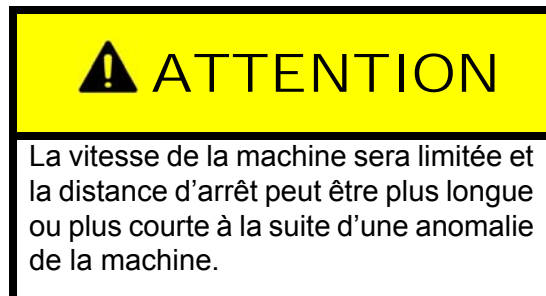 ATTENTION
La vitesse de la machine sera limitée et
la distance d'arrêt peut être plus longue
ou plus courte à la suite d'une anomalie
de la machine.